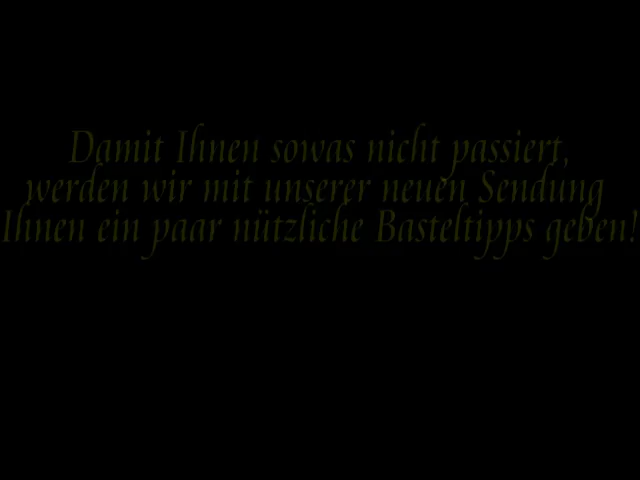 Damit Ihnen sowas nicht passiert,
werden wir mit unserer neuen Sendung
Ihnen ein paar nützliche Basteltipps geben!